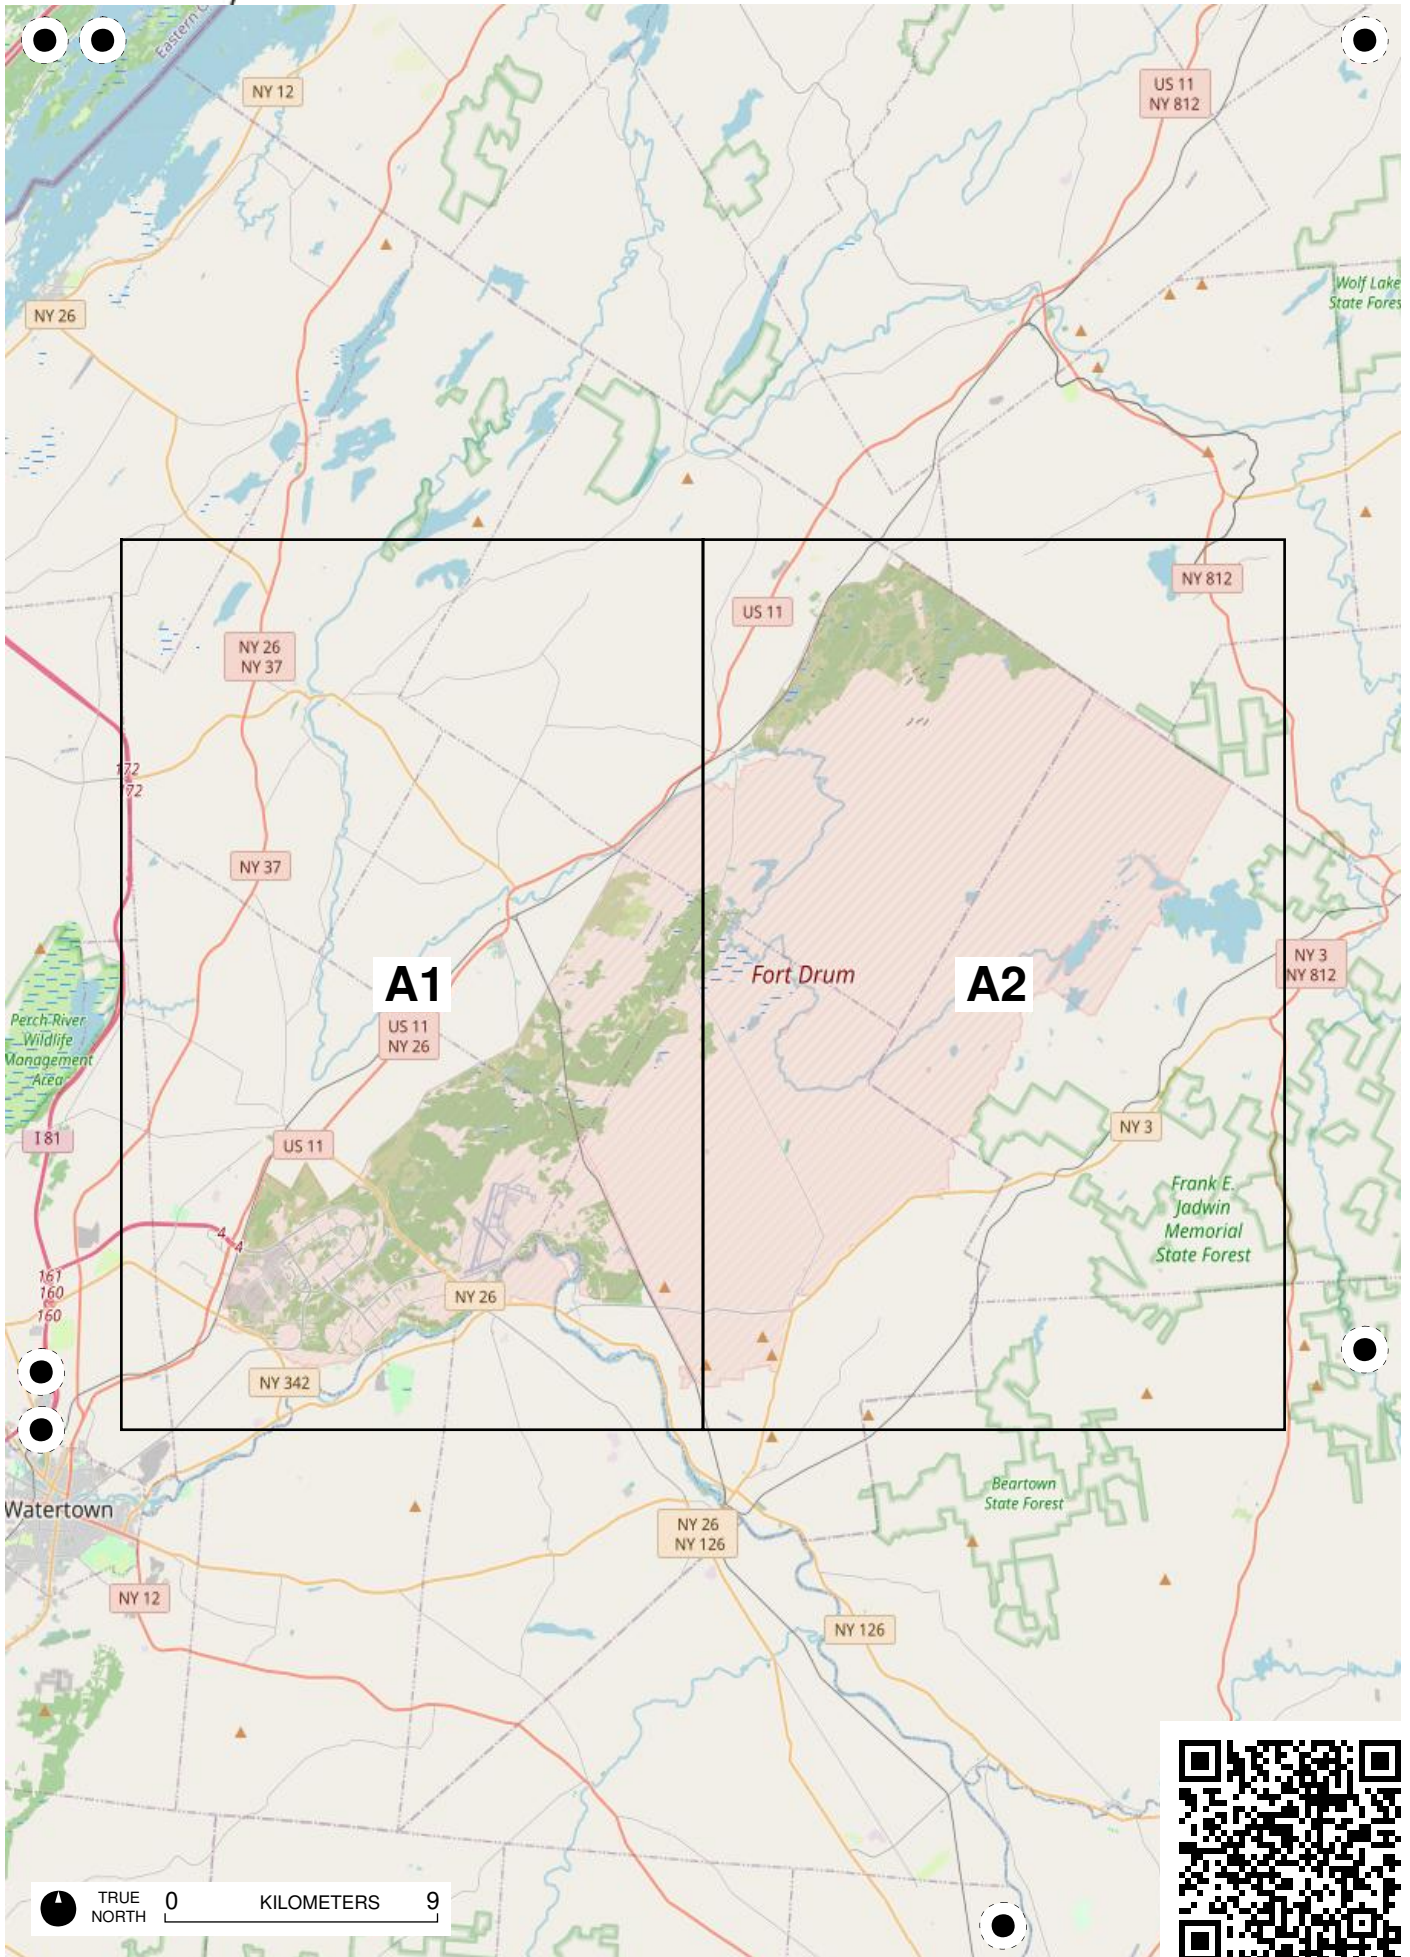 Eastern
NY 12
US 11
NY 812
NY 26
Wolf Lake
State Fores
NY 812
US 11
NY 26
NY 37
172
172
NY 37
A1
Fort Drum
A2
NY 3
NY 812
US 11
NY 26
Perch River
Wildlife
Management
Area
I 81
US 11
NY 3
Frank E.
Jadwin
Memorial
State Forest
4
4
161
160
160
NY 26
NY 342
Beartown
State Forest
Watertown
NY 26
NY 126
NY 12
NY 126
TRUE
NORTH
0 KILOMETERS 9